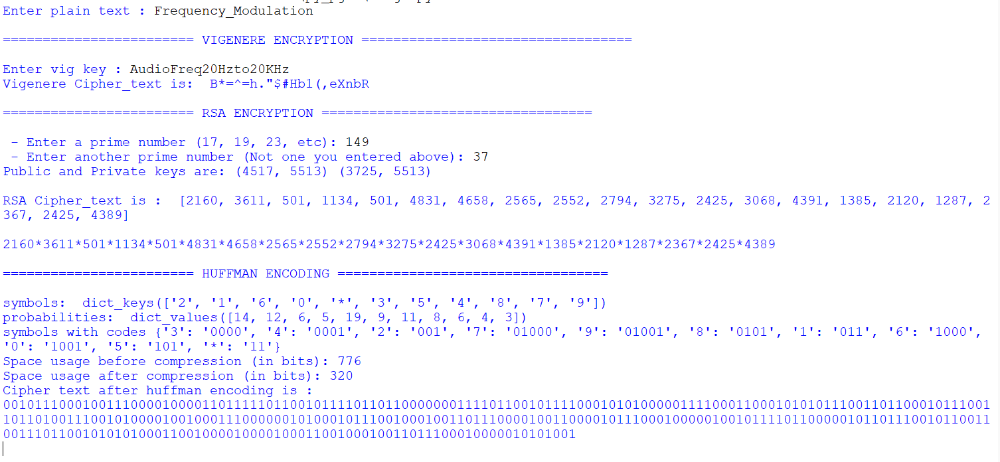 Enter plain text : Frequency_Modulation
======================== VIGENERE ENCRYPTION ==================================
Enter vig key : AudioFreq20Hzto20KHz
Vigenere Cipher_text is:  B*=^=h."$#Hb1(,eXnbR
======================== RSA ENCRYPTION ==================================
 - Enter a prime number (17, 19, 23, etc): 149
 - Enter another prime number (Not one you entered above): 37
Public and Private keys are: (4517, 5513) (3725, 5513)
RSA Cipher_text is :  [2160, 3611, 501, 1134, 501, 4831, 4658, 2565, 2552, 2794, 3275, 2425, 3068, 4391, 1385, 2120, 1287, 2
367, 2425, 4389]
2160*3611*501*1134*501*4831*4658*2565*2552*2794*3275*2425*3068*4391*1385*2120*1287*2367*2425*4389
======================== HUFFMAN ENCODING ==================================
symbols:  dict_keys(['2', '1', '6', '0', '*', '3', '5', '4', '8', '7', '9'])
probabilities:  dict_values([14, 12, 6, 5, 19, 9, 11, 8, 6, 4, 3])
symbols with codes {'3': '0000', '4': '0001', '2': '001', '7': '01000', '9': '01001', '8': '0101', '1': '011', '6': '1000',
'0': '1001', '5': '101', '*': '11'}
Space usage before compression (in bits): 776
Space usage after compression (in bits): 320
Cipher text after huffman encoding is :